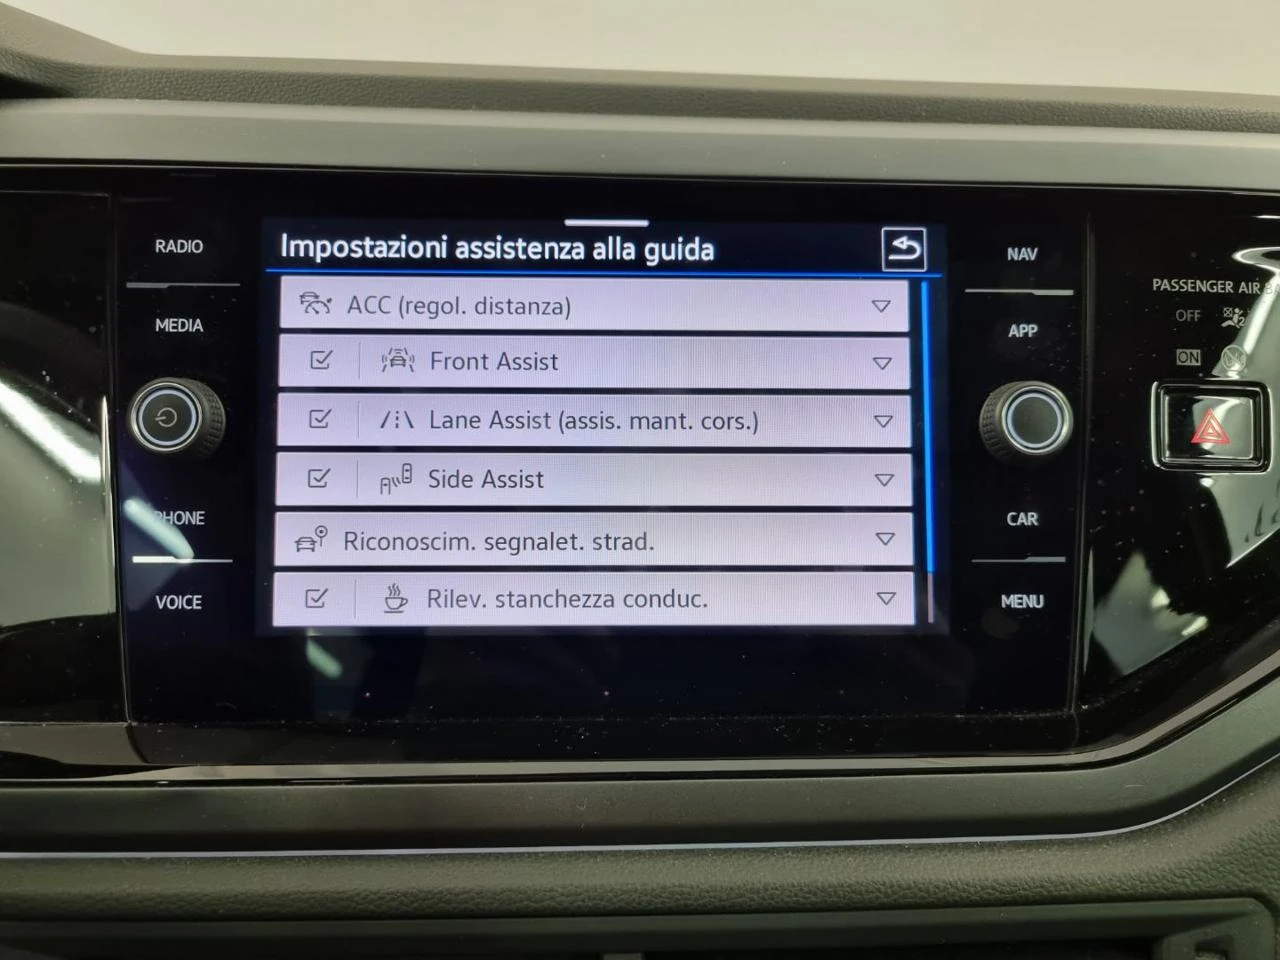 RADIO
MEDIA
PHONE
VOICE
Impostazioni assistenza alla guida
ACC (regol. distanza)
Front Assist
Lane Assist (assis. mant. cors.)
Side Assist
Riconoscim. segnalet. strad.
Rilev. stanchezza conduc.
NAV
APP
CAR
MENU
PASSENGER AIR
OFF
ON